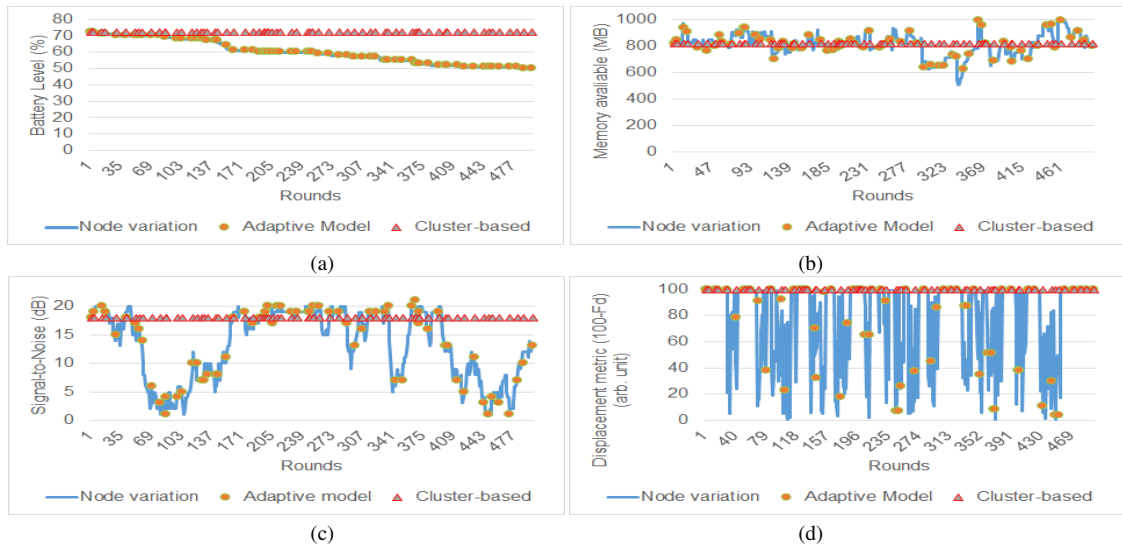 80
70
60
50
40
30
20
10
0
Battery Level (%)
1 35 69 103 137 171 205 239 273 307 341 375 409 443 477
Rounds
Node variation Adaptive Model Cluster-based
(a)
1000
800
600
400
200
0
Memory avaliable (MB)
1 47 93 139 185 231 277 323 369 415 461
Rounds
Node variation Adaptive Model Cluster-based
(b)
20
15
10
5
0
Signal-to-Noise (dB)
1 35 69 103 137 171 205 239 273 307 341 375 409 443 477
Rounds
Node variation Adaptive model Cluster-based
(c)
100
80
60
40
20
0
Displacement metric (100-Fd)
(arb. unit)
1 40 79 118 157 196 235 274 313 352 391 430 469
Rounds
Node variation Adaptive Model Cluster-based
(d)